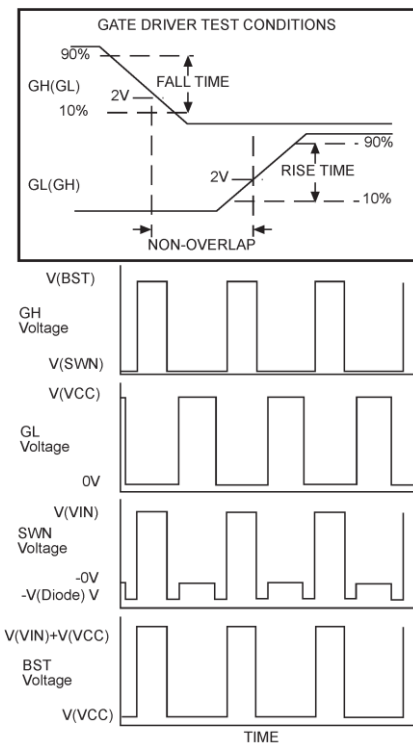 GATE DRIVER TEST CONDITIONS
90%
FALL TIME
GH(GL)
2V
10%
90%
2V
RISE TIME
GL(GH)
10%
NON-OVERLAP
V(BST)
GH
Voltage
V(SWN)
V(VCC)
GL
Voltage
0V
V(VIN)
SWN
Voltage
-0V
-V(Diode) V
V(VIN)+V(VCC)
BST
Voltage
V(VCC)
TIME